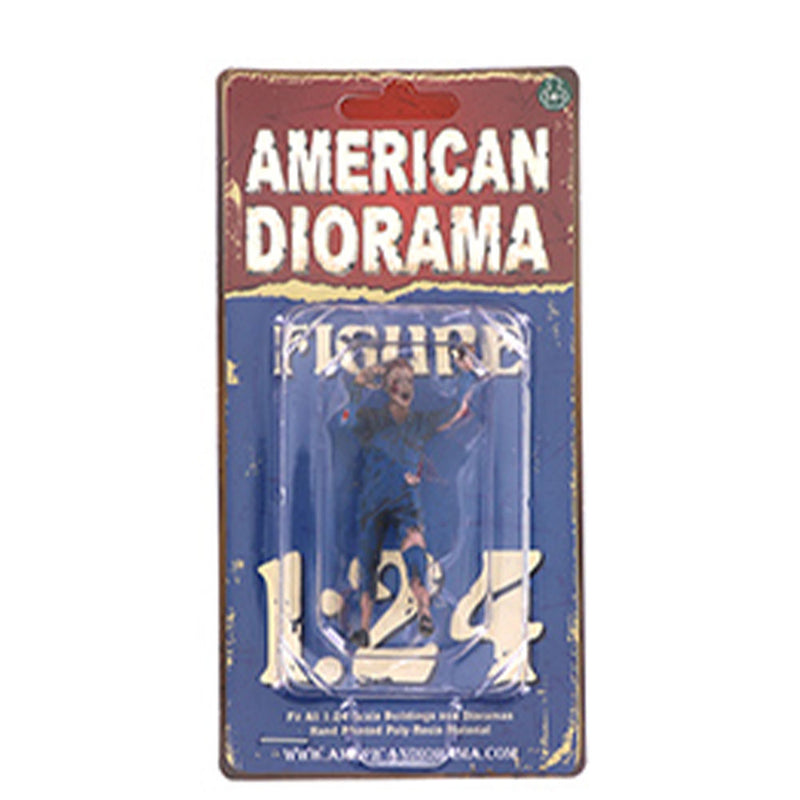 AMERICAN
DIORAMA
FIGURE
1:24
Fit All 1:24 Scale Buildings and Dioramas
Hand Painted Poly-Resin Material
WWW.AMERICANDIORAMA.COM